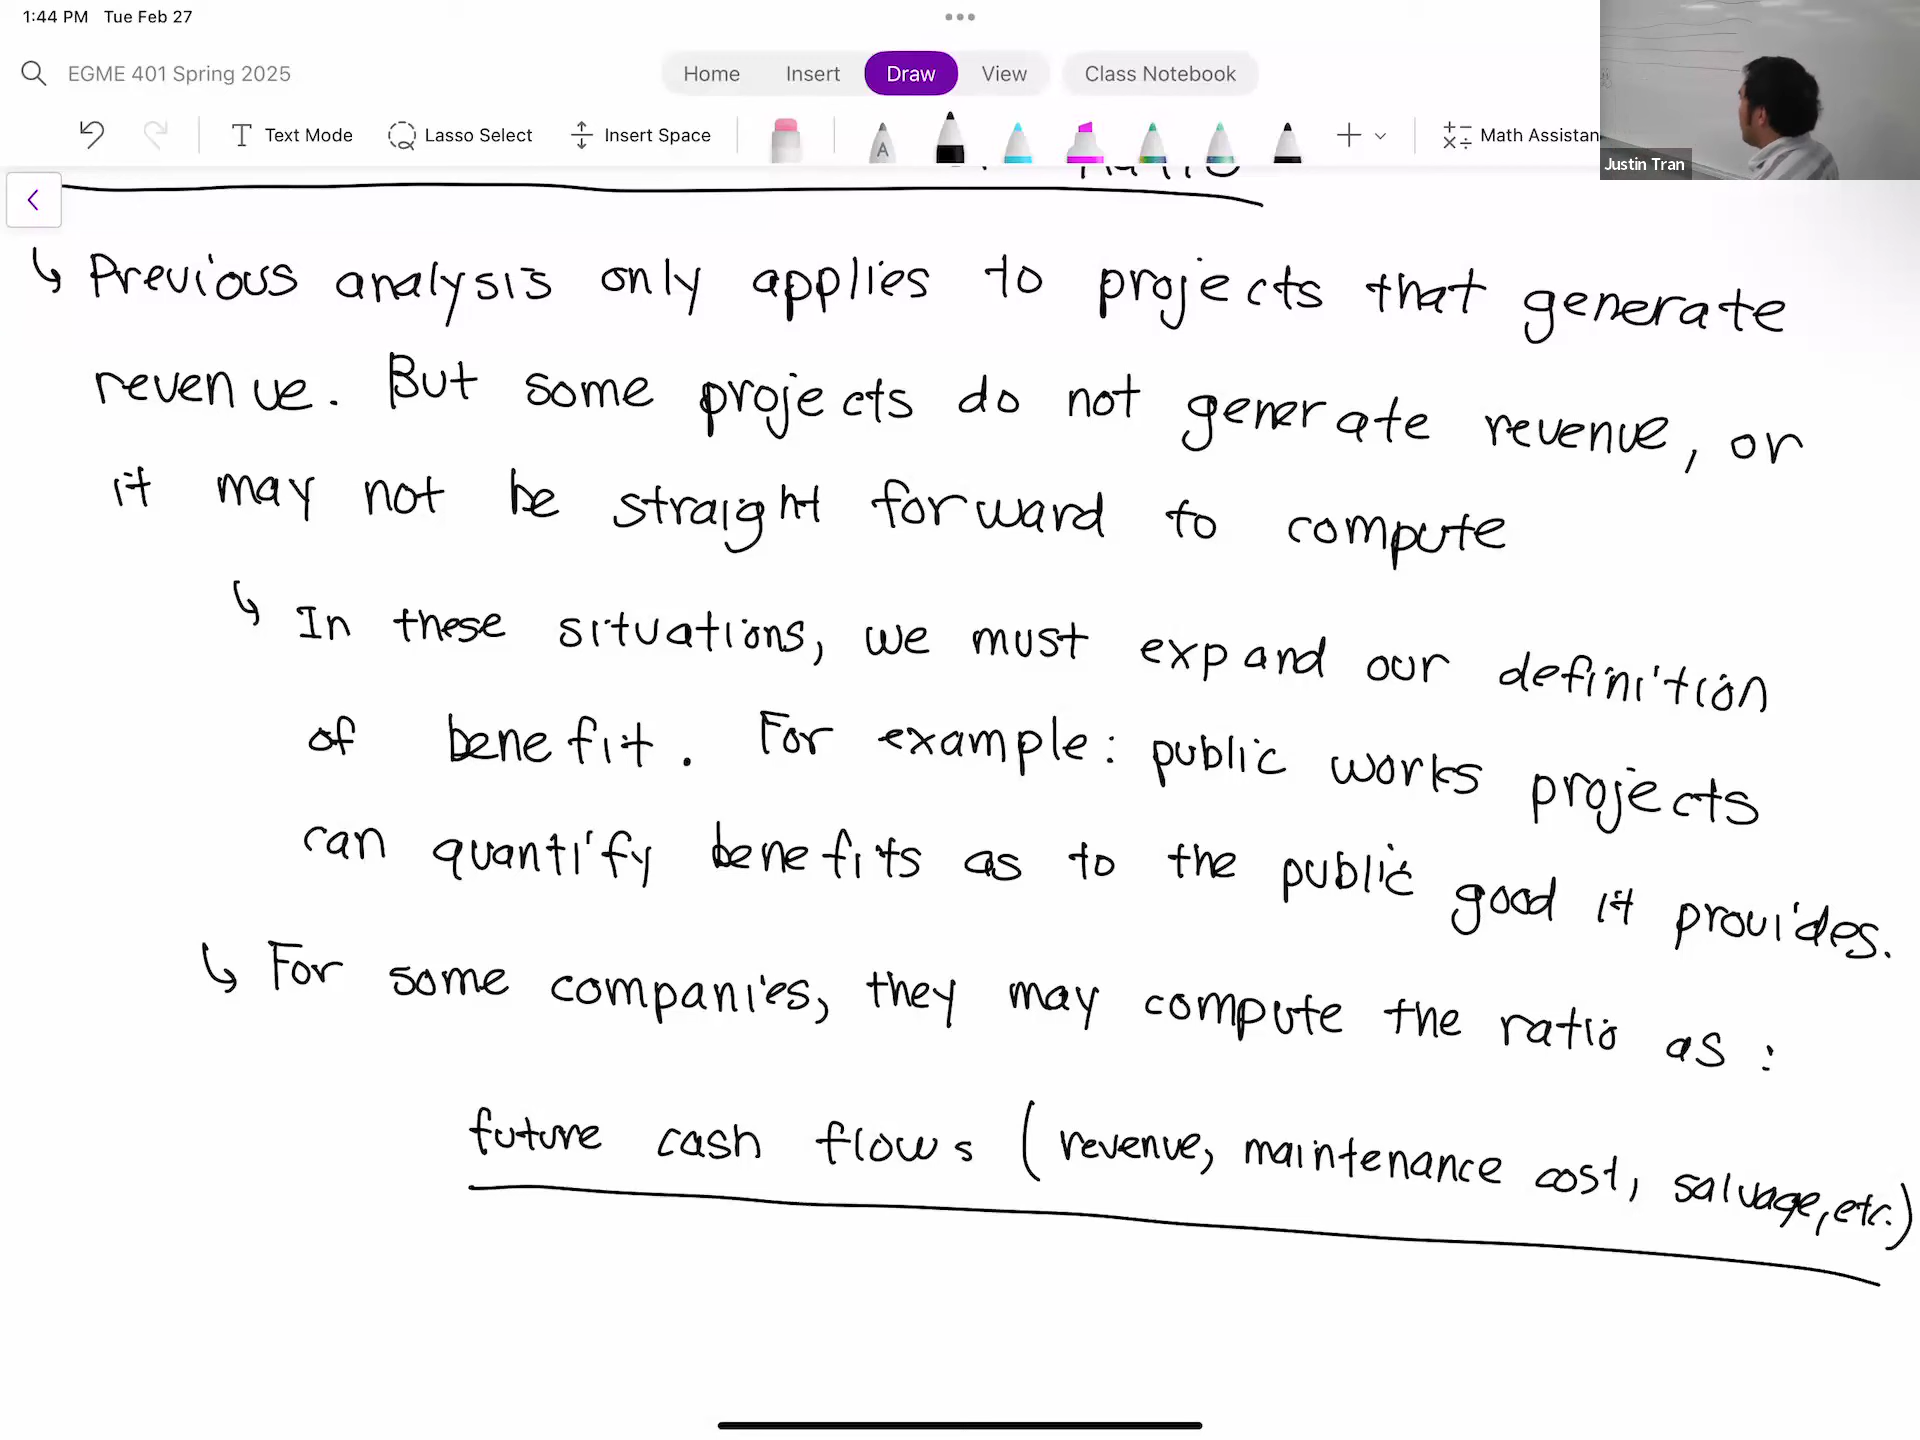 1:44 PM Tue Feb 27
EGME 401 Spring 2025
Home Insert Draw View Class Notebook
Text Mode Lasso Select Insert Space A Math Assistan
Justin Tran
Previous analysis only applies to projects that generate
revenue. But some projects do not generate revenue, or
it may not be straight forward to compute
In these situations, we must expand our definition
of benefit. For example: public works projects
can quantify benefits as to the public good it provides.
For some companies, they may compute the ratio as:
future cash flows (revenue, maintenance cost, salvage, etc.)